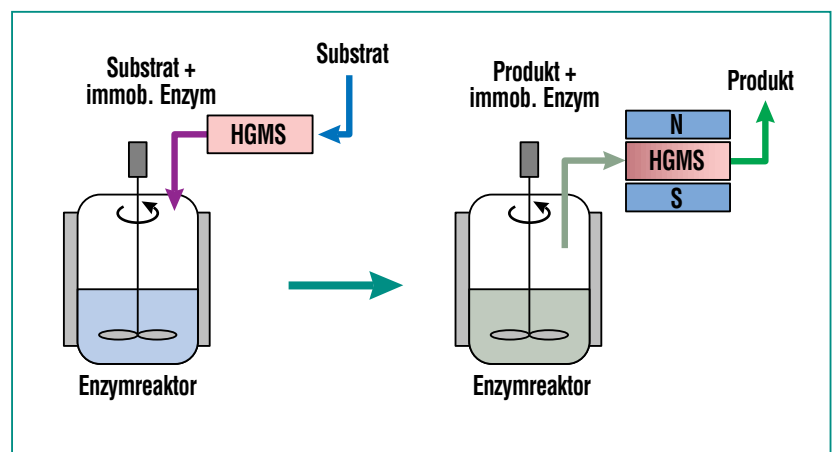 Substrat +
immob. Enzym
Substrat
HGMS
Enzymreaktor
Produkt +
immob. Enzym
Produkt
N
HGMS
S
Enzymreaktor